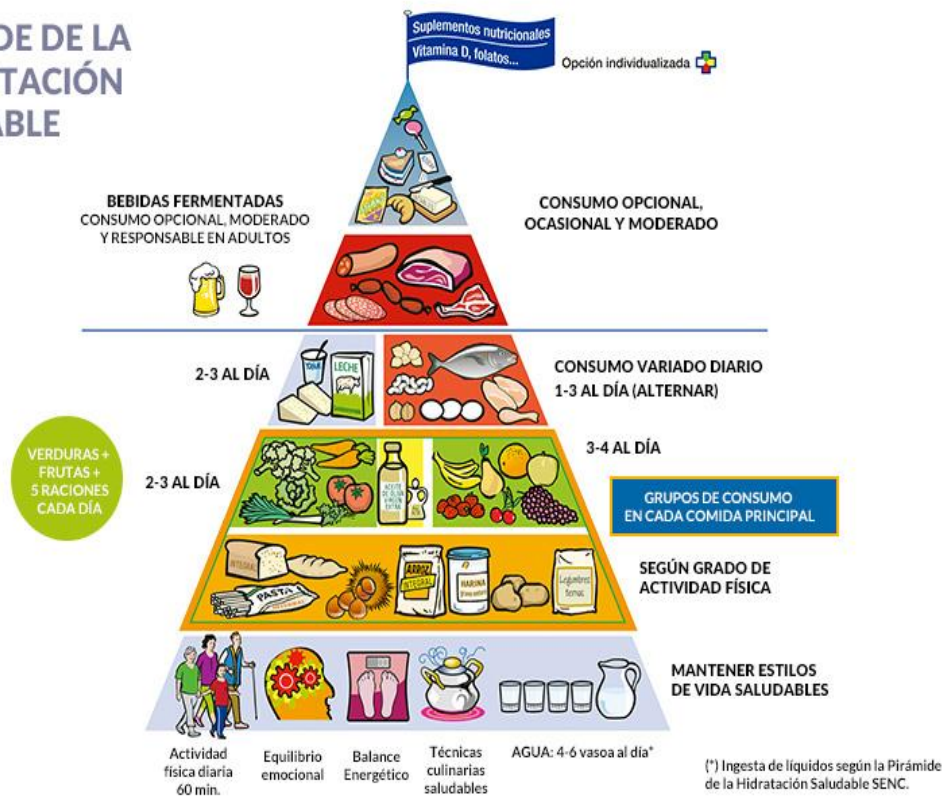 DE DE LA
TACIÓN
ABLE
Suplementos nutricionales
Vitamina D, folatos...
Opción individualizada
BEBIDAS FERMENTADAS
CONSUMO OPCIONAL, MODERADO
Y RESPONSABLE EN ADULTOS
CONSUMO OPCIONAL,
OCASIONAL Y MODERADO
2-3 AL DÍA
LECHE
CONSUMO VARIADO DIARIO
1-3 AL DÍA (ALTERNAR)
VERDURAS +
FRUTAS +
5 RACIONES
CADA DÍA
2-3 AL DÍA
ACEITE
DE OLIVA
VIRGEN
EXTRA
3-4 AL DÍA
GRUPOS DE CONSUMO
EN CADA COMIDA PRINCIPAL
INTEGRAL
PASTA
ARROZ
INTEGRAL
HARINA
Legumbres
tiernas
SEGÚN GRADO DE
ACTIVIDAD FÍSICA
MANTENER ESTILOS
DE VIDA SALUDABLES
Actividad
física diaria
60 min.
Equilibrio
emocional
Balance
Energético
Técnicas
culinarias
saludables
AGUA: 4-6 vasoa al día*
(*) Ingesta de líquidos según la Pirámide
de la Hidratación Saludable SENC.